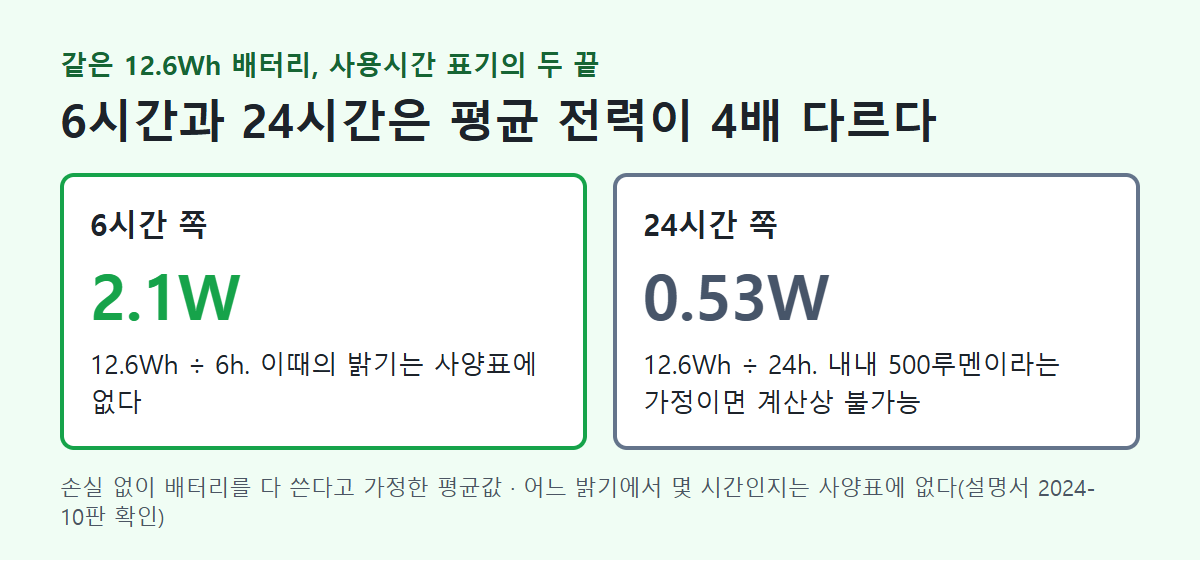 같은 12.6Wh 배터리, 사용시간 표기의 두 끝
6시간과 24시간은 평균 전력이 4배 다르다
6시간 쪽
2.1W
12.6Wh ÷ 6h. 이때의 밝기는 사양표에
없다
24시간 쪽
0.53W
12.6Wh ÷ 24h. 내내 500루멘이라는
가정이면 계산상 불가능
손실 없이 배터리를 다 쓴다고 가정한 평균값 · 어느 밝기에서 몇 시간인지는 사양표에 없다(설명서 2024-
10판 확인)